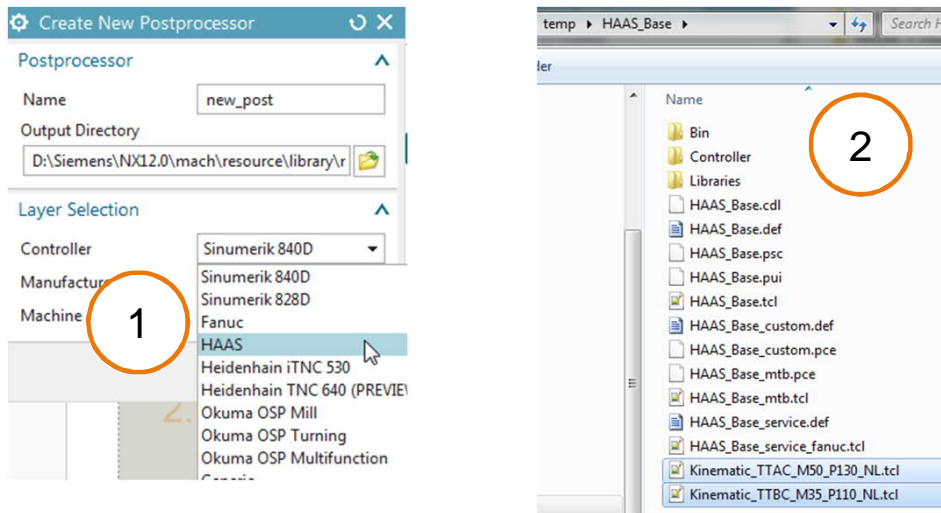 Create New Postprocessor
Postprocessor
Name new_post
Output Directory
D:\Siemens\NX12.0\mach\resource\library\r
Layer Selection
Controller Sinumerik 840D
Manufactur
Sinumerik 840D
Sinumerik 828D
Machine
Fanuc
HAAS
Heidenhain iTNC 530
Heidenhain TNC 640 (PREVIE
Okuma OSP Mill
Okuma OSP Turning
Okuma OSP Multifunction
Generic
1
2.
temp ▸ HAAS_Base ▸ Search H
der
Name
2
Bin
Controller
Libraries
HAAS_Base.cdl
HAAS_Base.def
HAAS_Base.psc
HAAS_Base.pui
HAAS_Base.tcl
HAAS_Base_custom.def
HAAS_Base_custom.pce
HAAS_Base_mtb.pce
HAAS_Base_mtb.tcl
HAAS_Base_service.def
HAAS_Base_service_fanuc.tcl
Kinematic_TTAC_M50_P130_NL.tcl
Kinematic_TTBC_M35_P110_NL.tcl